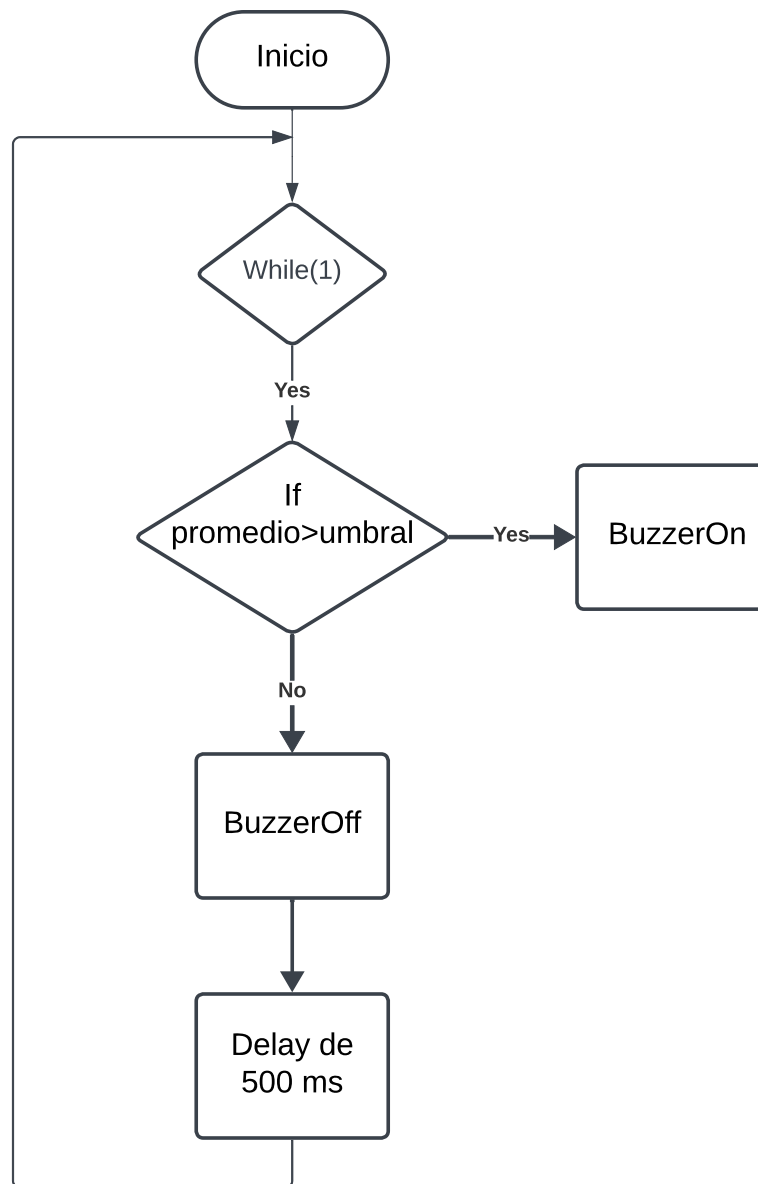 Inicio
While(1)
Yes
If
promedio>umbral
Yes
BuzzerOn
No
BuzzerOff
Delay de
500 ms